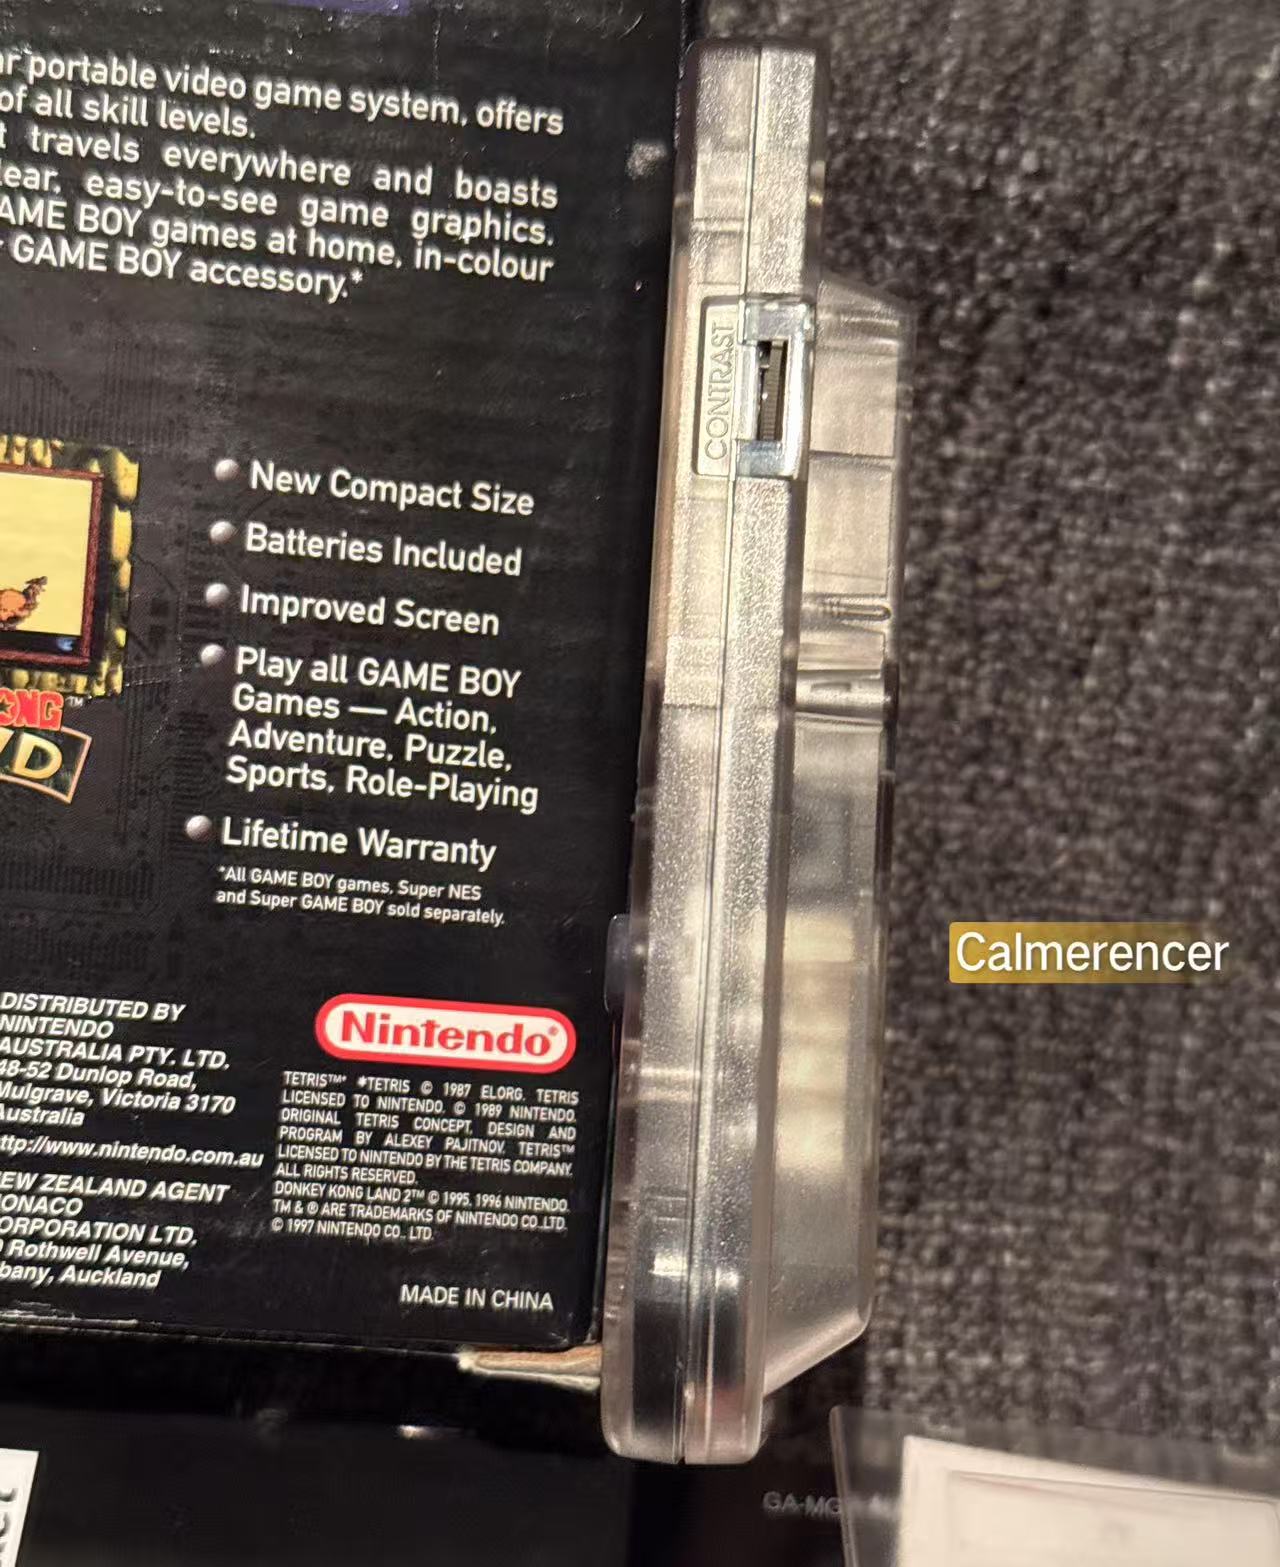 portable video game system, offers
of all skill levels.
travels everywhere and boasts
easy-to-see game graphics.
BOY games at home, in-colour
GAME BOY accessory.*
CONTRAST
New Compact Size
Batteries Included
Improved Screen
Play all GAME BOY
Games — Action,
Adventure, Puzzle,
Sports, Role-Playing
Lifetime Warranty
*All GAME BOY games, Super NES
and Super GAME BOY sold separately.
Calmerencer
DISTRIBUTED BY
NINTENDO
AUSTRALIA PTY. LTD.
48-52 Dunlop Road,
Mulgrave, Victoria 3170
Australia
http://www.nintendo.com.au
NEW ZEALAND AGENT
MONACO
CORPORATION LTD.
Rothwell Avenue,
Auckland
Nintendo®
TETRIS™* *TETRIS © 1987 ELORG. TETRIS
LICENSED TO NINTENDO. © 1989 NINTENDO.
ORIGINAL TETRIS CONCEPT, DESIGN AND
PROGRAM BY ALEXEY PAJITNOV. TETRIS™
LICENSED TO NINTENDO BY THE TETRIS COMPANY.
ALL RIGHTS RESERVED.
DONKEY KONG LAND 2™ © 1995, 1996 NINTENDO.
TM & ® ARE TRADEMARKS OF NINTENDO CO.,LTD.
© 1997 NINTENDO CO., LTD.
MADE IN CHINA